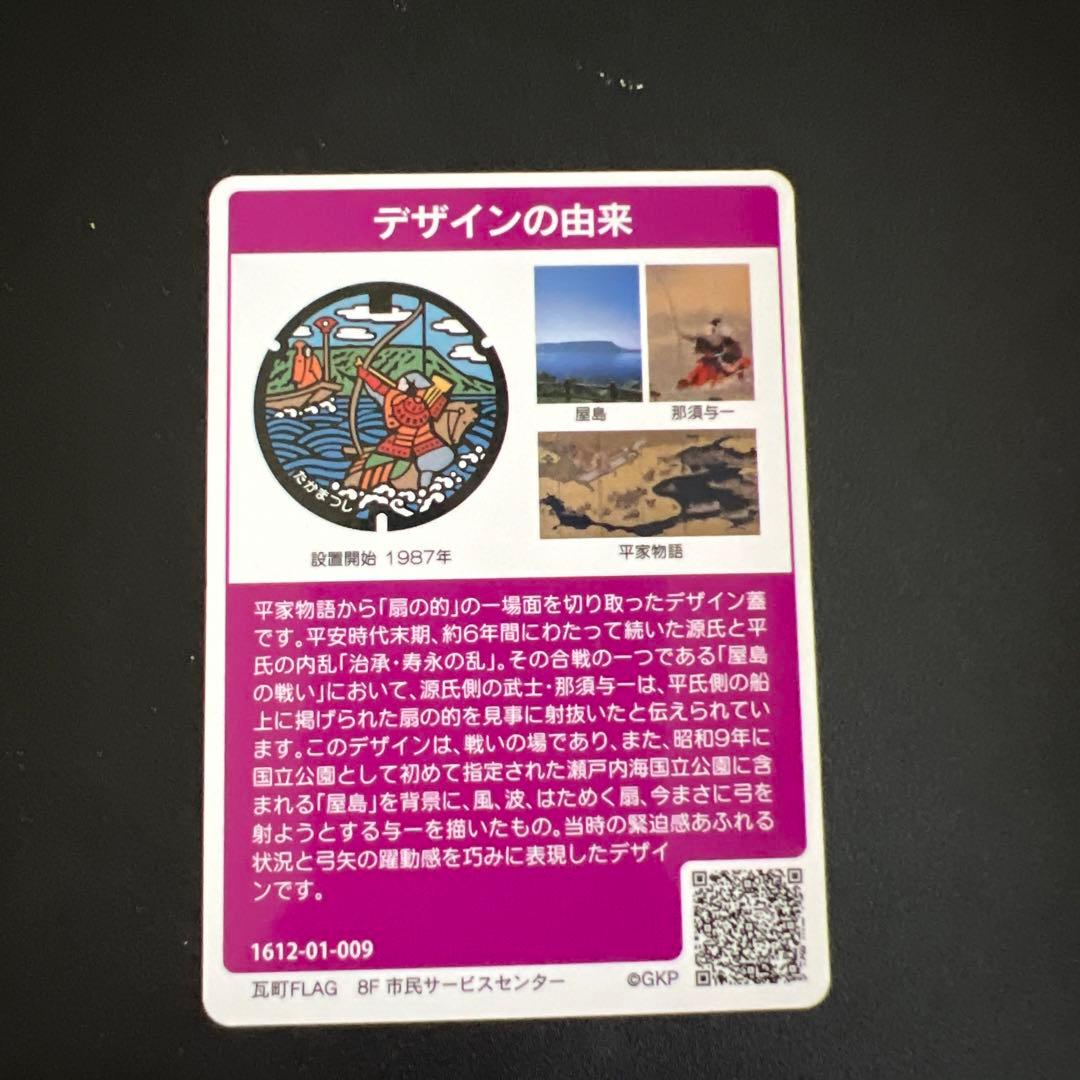 デザインの由来
たかまつし
設置開始 1987年
屋島
那須与一
平家物語
平家物語から「扇の的」の一場面を切り取ったデザイン蓋
です。平安時代末期、約6年間にわたって続いた源氏と平
氏の内乱「治承・寿永の乱」。その合戦の一つである「屋島
の戦い」において、源氏側の武士・那須与一は、平氏側の船
上に掲げられた扇の的を見事に射抜いたと伝えられてい
ます。このデザインは、戦いの場であり、また、昭和9年に
国立公園として初めて指定された瀬戸内海国立公園に含
まれる「屋島」を背景に、風、波、はためく扇、今まさに弓を
射ようとする与一を描いたもの。当時の緊迫感あふれる
状況と弓矢の躍動感を巧みに表現したデザイ
ンです。
1612-01-009
瓦町FLAG 8F 市民サービスセンター
©GKP